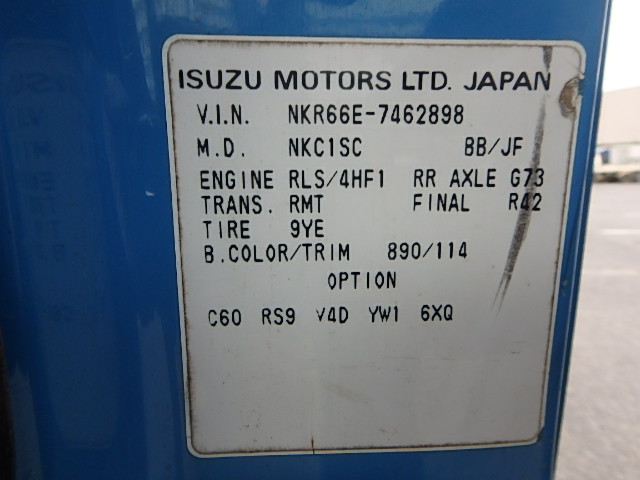 ISUZU MOTORS LTD. JAPAN
V.I.N. NKR66E-7462898
M.D. NKC1SC BB/JF
ENGINE RLS/4HF1 RR AXLE G73
TRANS. RMT FINAL R42
TIRE 9YE
B.COLOR/TRIM 890/114
OPTION
C60 RS9 V4D YW1 6XQ